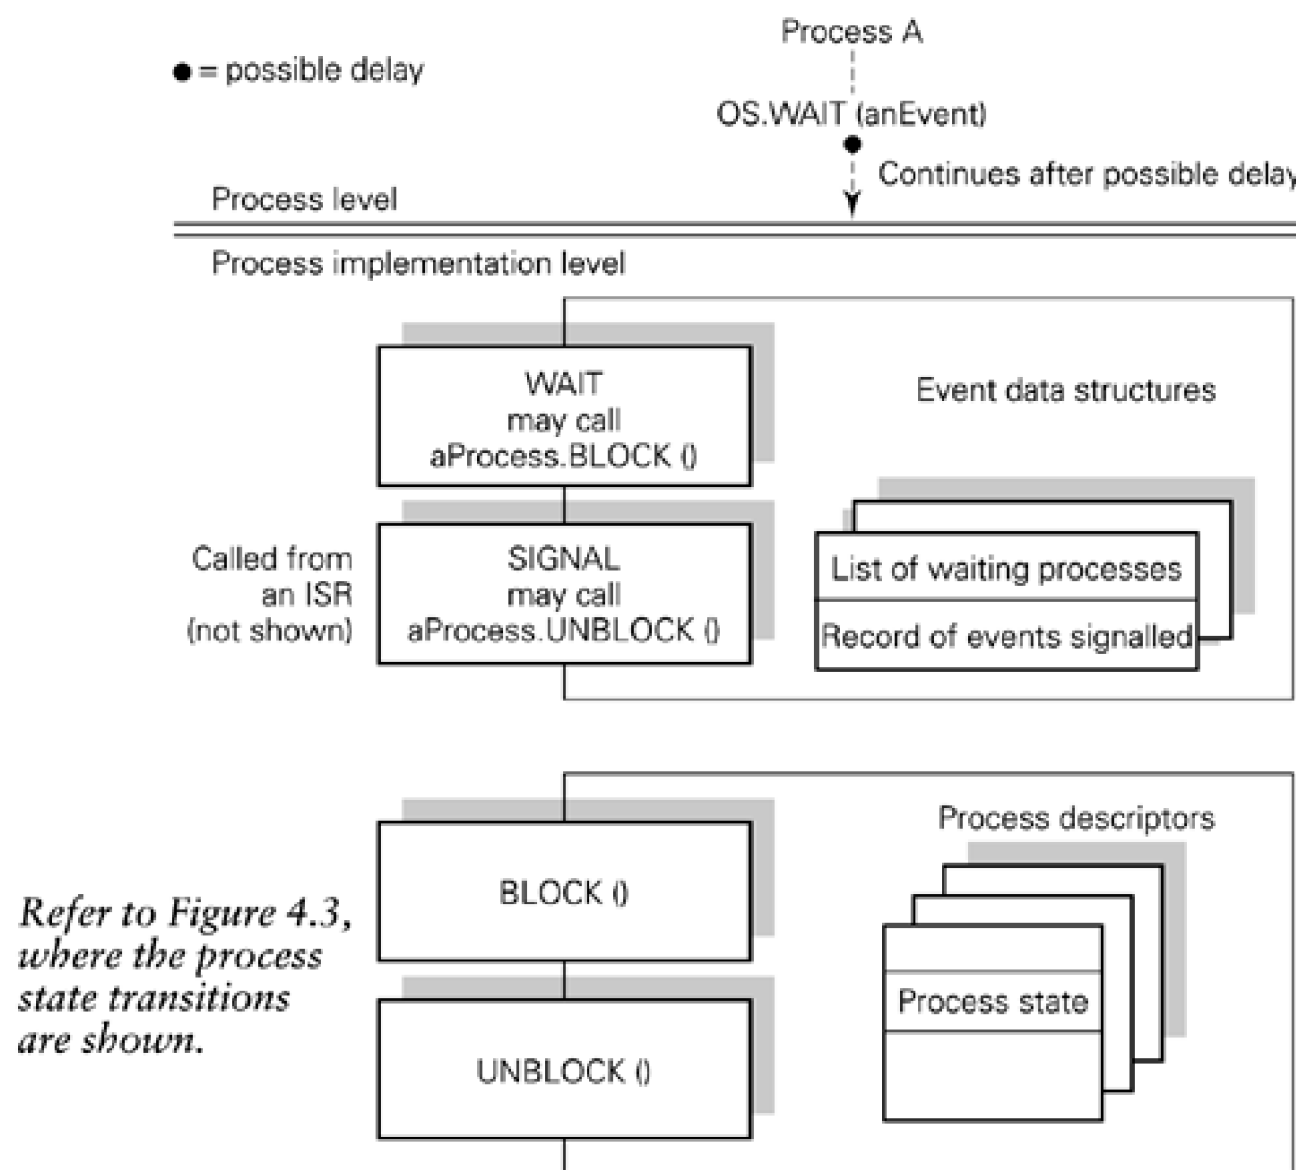 Process A
● = possible delay
OS.WAIT (anEvent)
Continues after possible delay
Process level
Process implementation level
WAIT
may call
aProcess.BLOCK ()
Event data structures
Called from
an ISR
(not shown)
SIGNAL
may call
aProcess.UNBLOCK ()
List of waiting processes
Record of events signalled
Process descriptors
BLOCK ()
Refer to Figure 4.3,
where the process
state transitions
are shown.
Process state
UNBLOCK ()